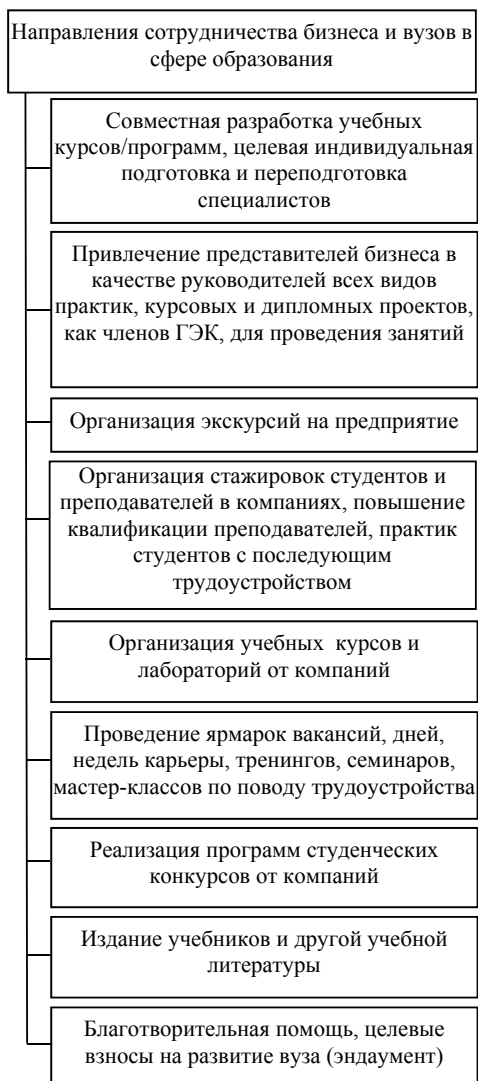 Направления сотрудничества бизнеса и вузов в
сфере образования
Совместная разработка учебных
курсов/программ, целевая индивидуальная
подготовка и переподготовка
специалистов
Привлечение представителей бизнеса в
качестве руководителей всех видов
практик, курсовых и дипломных проектов,
как членов ГЭК, для проведения занятий
Организация экскурсий на предприятие
Организация стажировок студентов и
преподавателей в компаниях, повышение
квалификации преподавателей, практик
студентов с последующим
трудоустройством
Организация учебных курсов и
лабораторий от компаний
Проведение ярмарок вакансий, дней,
недель карьеры, тренингов, семинаров,
мастер-классов по поводу трудоустройства
Реализация программ студенческих
конкурсов от компаний
Издание учебников и другой учебной
литературы
Благотворительная помощь, целевые
взносы на развитие вуза (эндаумент)